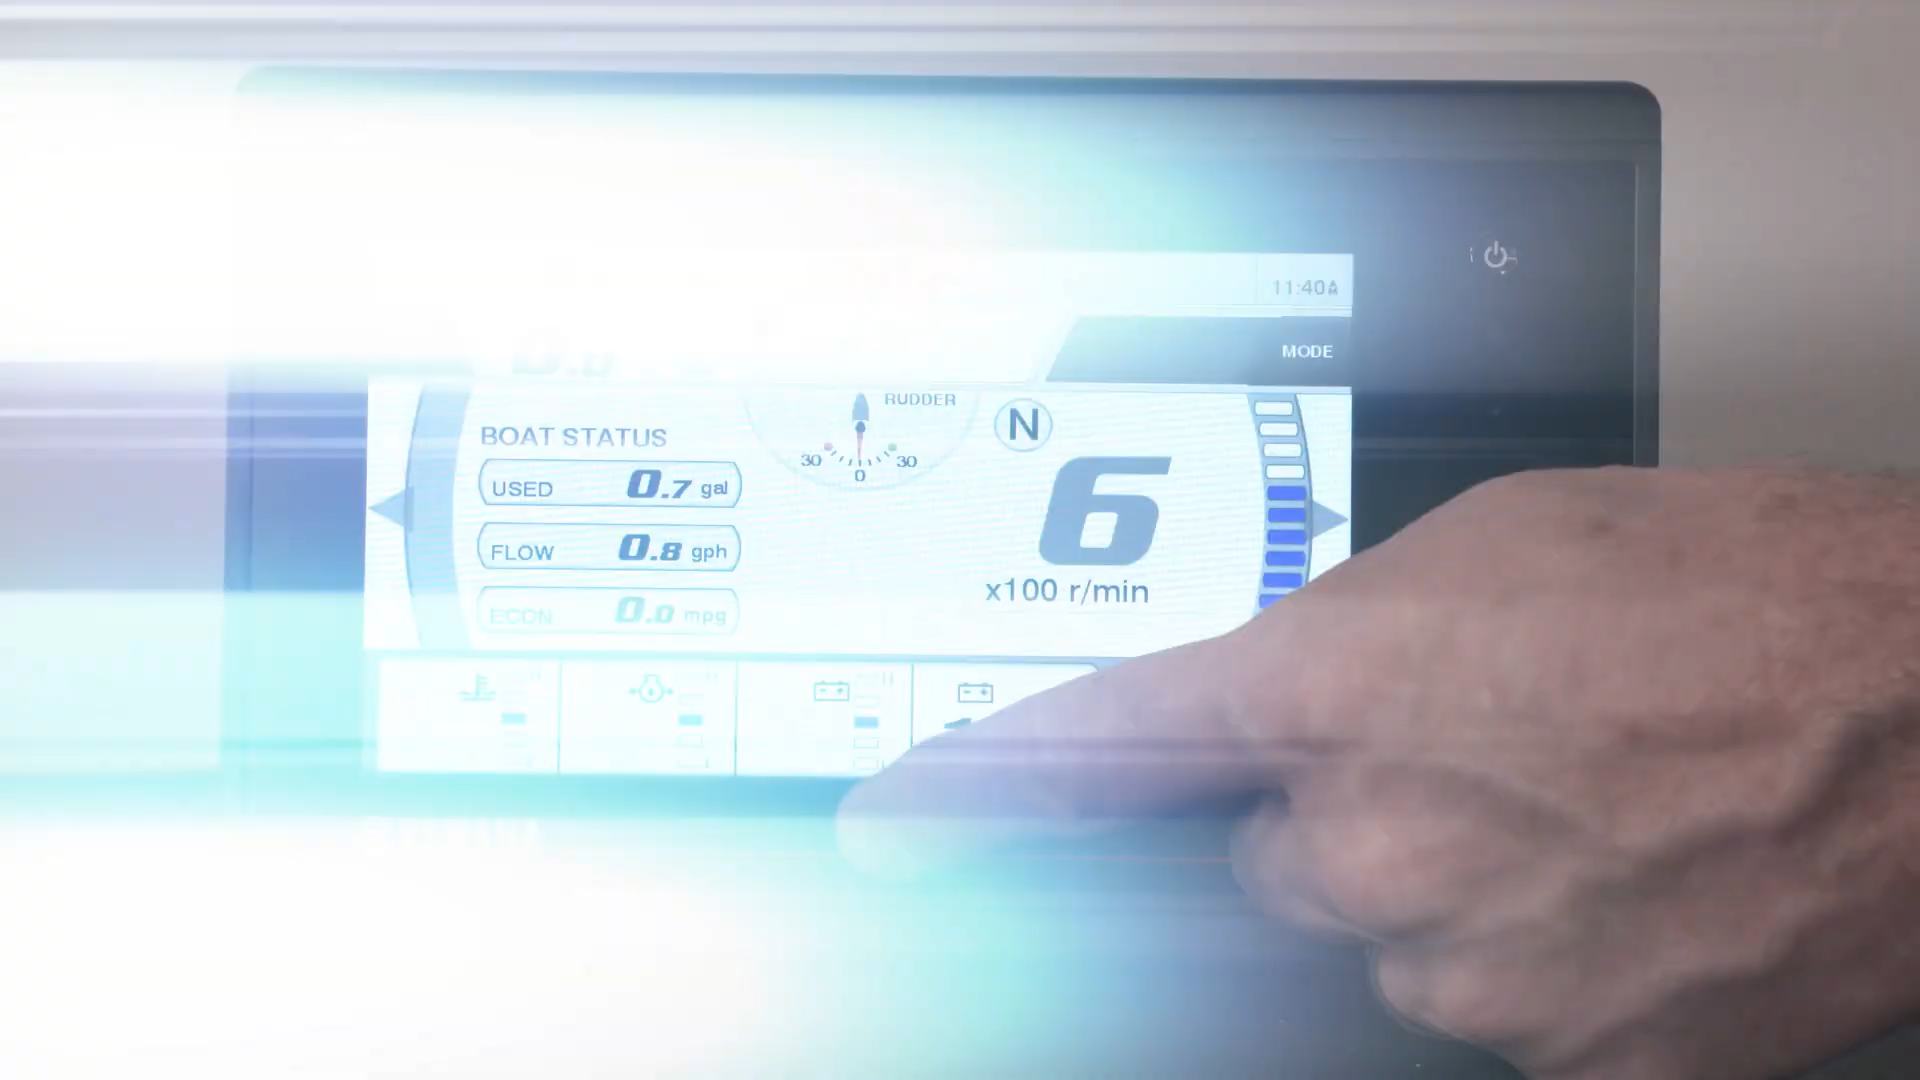 11:40AM
MODE
RUDDER
N
BOAT STATUS
30 0 30
USED 0.7 gal
6
FLOW 0.8 gph
x100 r/min
ECON 0.0 mpg